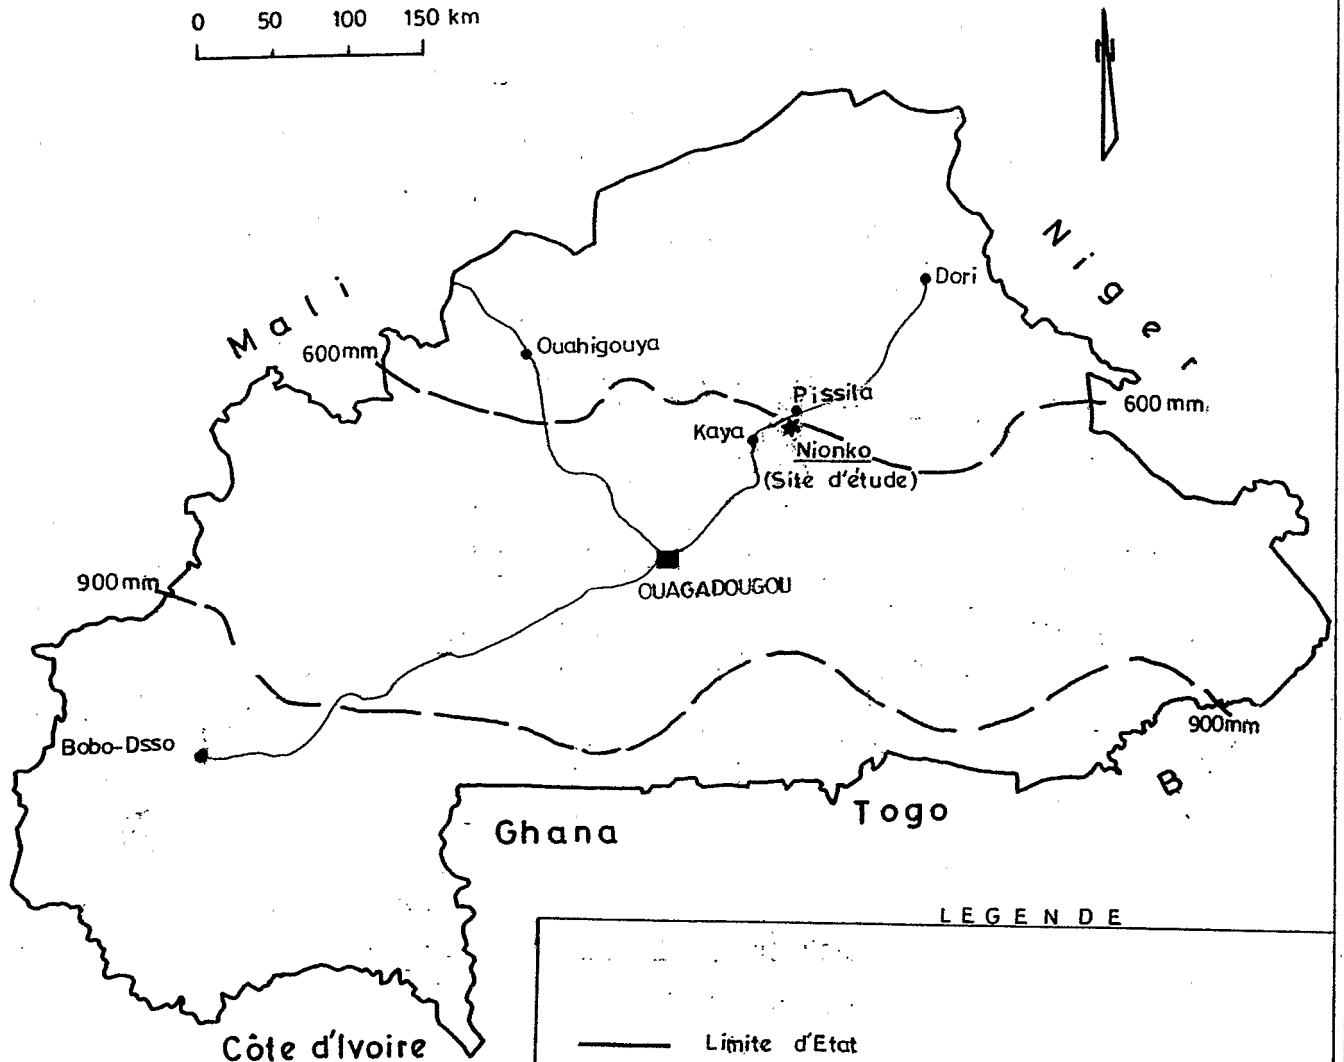 0 50 100 150 km
N
Niger
Dori
Mali
600mm
Ouahigouya
Pissila
600 mm
Kaya
Nionko
(Site d'étude)
900mm
OUAGADOUGOU
900mm
Bobo-Dsso
B
Togo
Ghana
LEGENDE
Côte d'Ivoire
Limite d'Etat